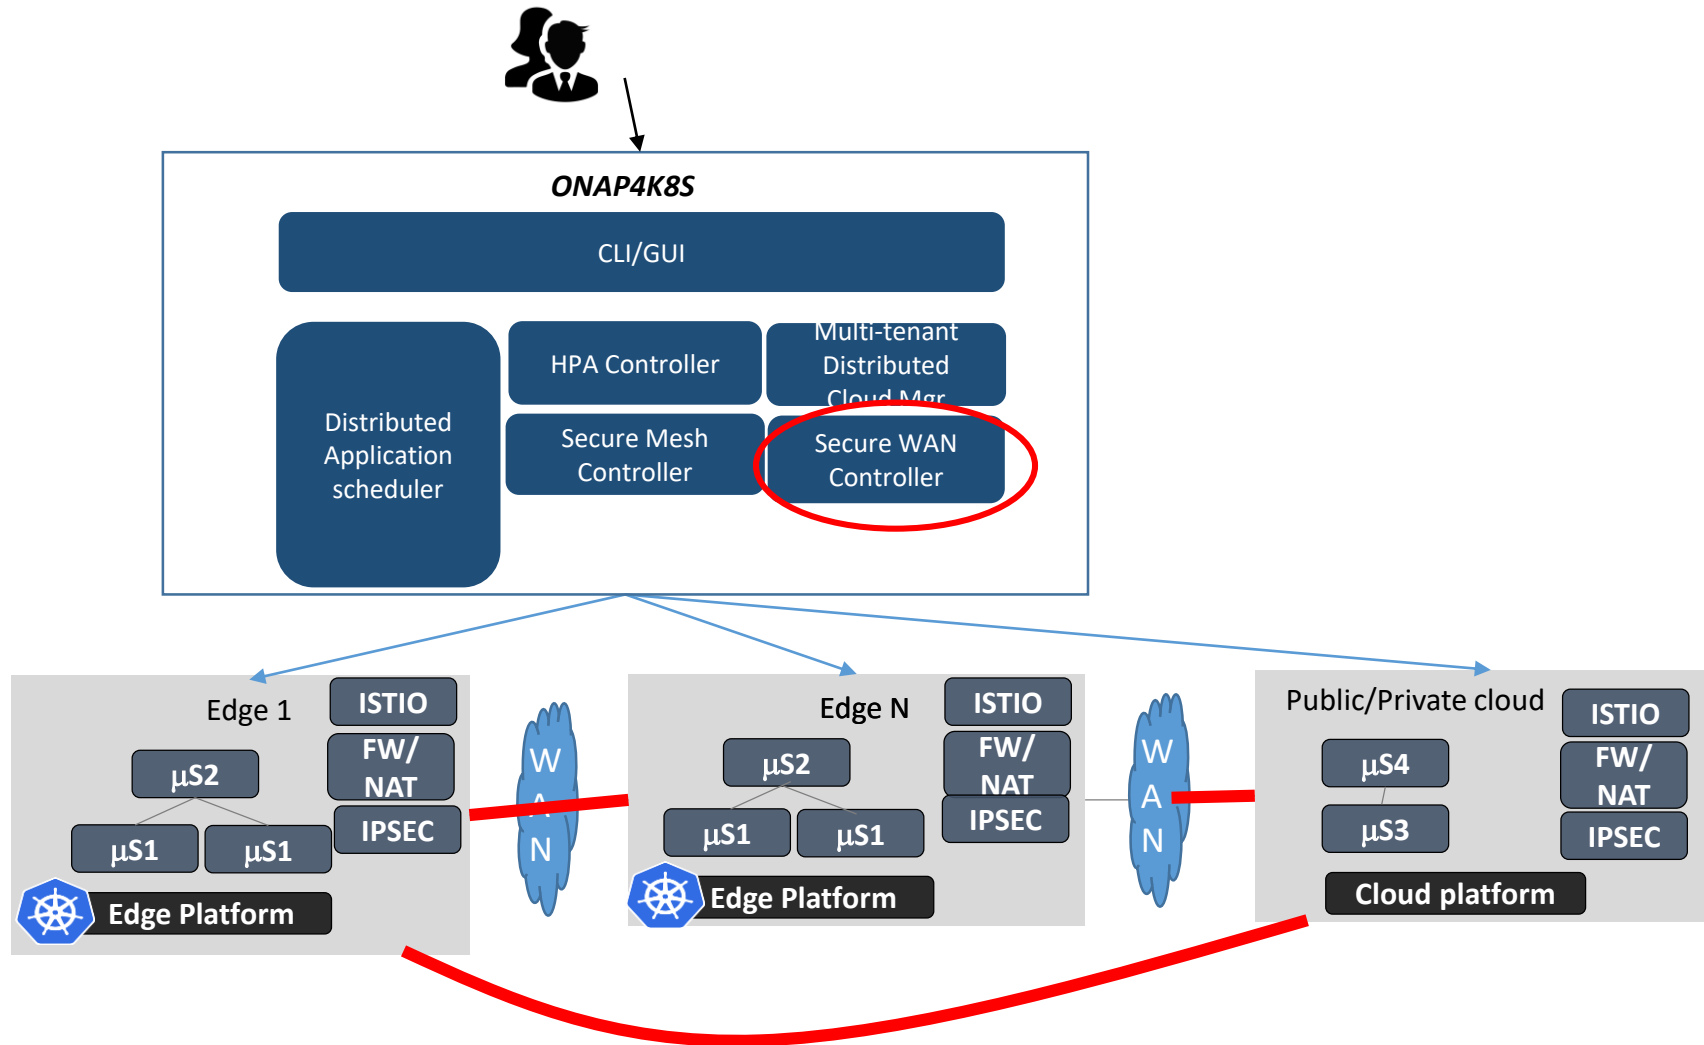 ONAP4K8S
CLI/GUI
Distributed
Application
scheduler
HPA Controller
Multi-tenant
Distributed
Cloud Mgr
Secure Mesh
Controller
Secure WAN
Controller
Edge 1
ISTIO
FW/
NAT
IPSEC
μS2
μS1
μS1
Edge Platform
W
A
N
Edge N
ISTIO
FW/
NAT
IPSEC
μS2
μS1
μS1
Edge Platform
W
A
N
Public/Private cloud
ISTIO
FW/
NAT
IPSEC
μS4
μS3
Cloud platform